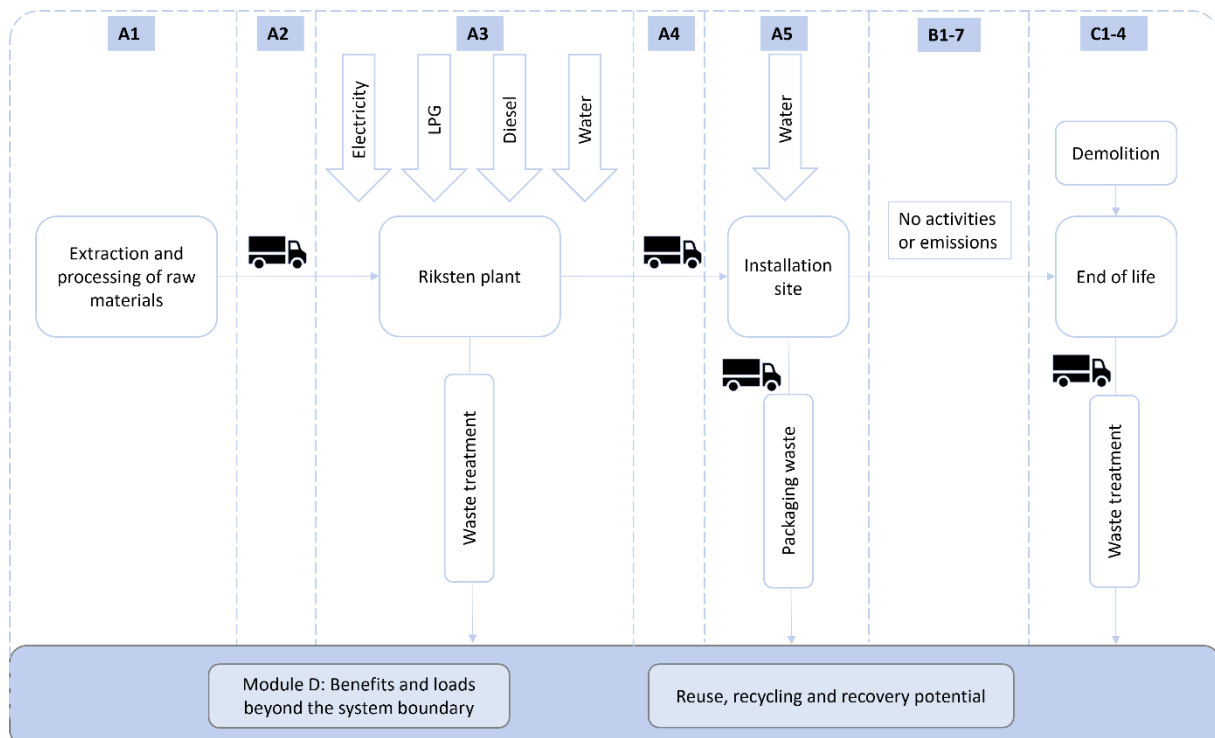 A1
A2
A3
A4
A5
B1-7
C1-4
Electricity
LPG
Diesel
Water
Water
Demolition
Extraction and
processing of raw
materials
Riksten plant
Installation
site
No activities
or emissions
End of life
Waste treatment
Packaging waste
Waste treatment
Module D: Benefits and loads
beyond the system boundary
Reuse, recycling and recovery potential